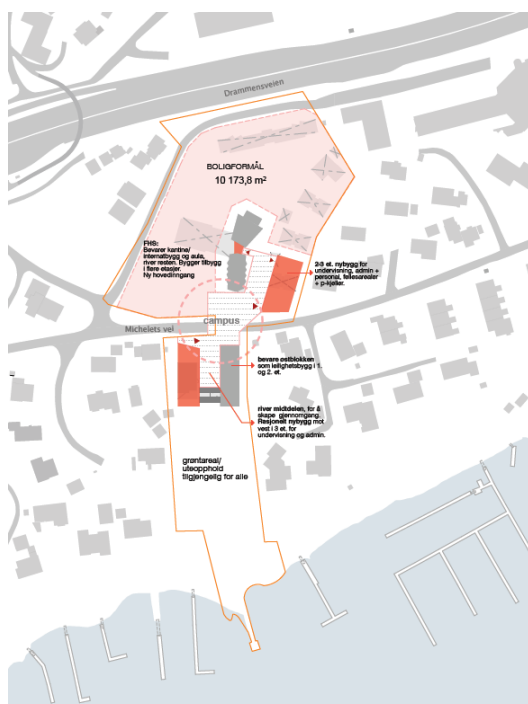 Drammensveien
BOLIGFORMÅL
10 173,8 m²
FHS:
Bevarer kantine/
internatbygg og aula,
river resten. Bygger tilbygg
i flere etasjer.
Ny hovedinngang
2-3 et. nybygg for
undervisning, admin +
personal, fellesarealer
+ p-kjeller.
campus
Michelets vei
bevare østblokken
som leilighetsbygg i 1.
og 2. et.
river midtdelen, for å
skape gjennomgang.
Rasjonelt nybygg mot
vest i 3 et. for
undervisning og admin.
grøntareal/
uteopphold
tilgjengelig for alle